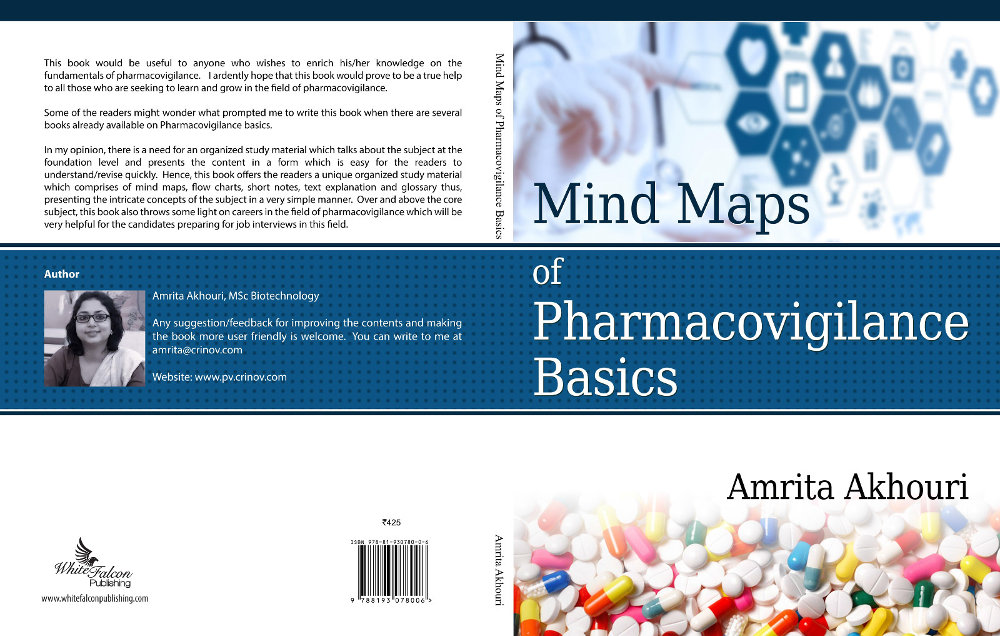 This book would be useful to anyone who wishes to enrich his/her knowledge on the
fundamentals of pharmacovigilance. I ardently hope that this book would prove to be a true help
to all those who are seeking to learn and grow in the field of pharmacovigilance.
Some of the readers might wonder what prompted me to write this book when there are several
books already available on Pharmacovigilance basics.
In my opinion, there is a need for an organized study material which talks about the subject at the
foundation level and presents the content in a form which is easy for the readers to
understand/revise quickly. Hence, this book offers the readers a unique organized study material
which comprises of mind maps, flow charts, short notes, text explanation and glossary thus,
presenting the intricate concepts of the subject in a very simple manner. Over and above the core
subject, this book also throws some light on careers in the field of pharmacovigilance which will be
very helpful for the candidates preparing for job interviews in this field.
Author
Amrita Akhouri, MSc Biotechnology
Any suggestion/feedback for improving the contents and making
the book more user friendly is welcome. You can write to me at
amrita@crinov.com
Website: www.pv.crinov.com
White Falcon
Publishing
www.whitefalconpublishing.com
₹425
ISBN 978-81-930780-0-6
9 788193 078006 >
Mind Maps of Pharmacovigilance Basics
Amrita Akhouri
Mind Maps
of
Pharmacovigilance
Basics
Amrita Akhouri